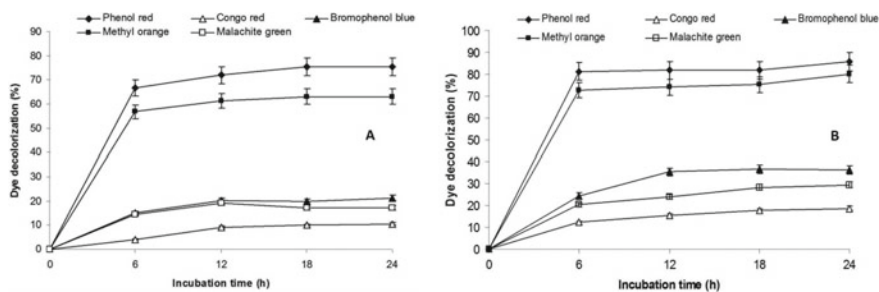 Phenol red Congo red Bromophenol blue
Methyl orange Malachite green
90
80
70
60
50
40
30
20
10
0
Dye decolorization (%)
A
0 6 12 18 24
Incubation time (h)
Phenol red Congo red Bromophenol blue
Methyl orange Malachite green
100
90
80
70
60
50
40
30
20
10
0
Dye decolorization (%)
B
0 6 12 18 24
Incubation time (h)